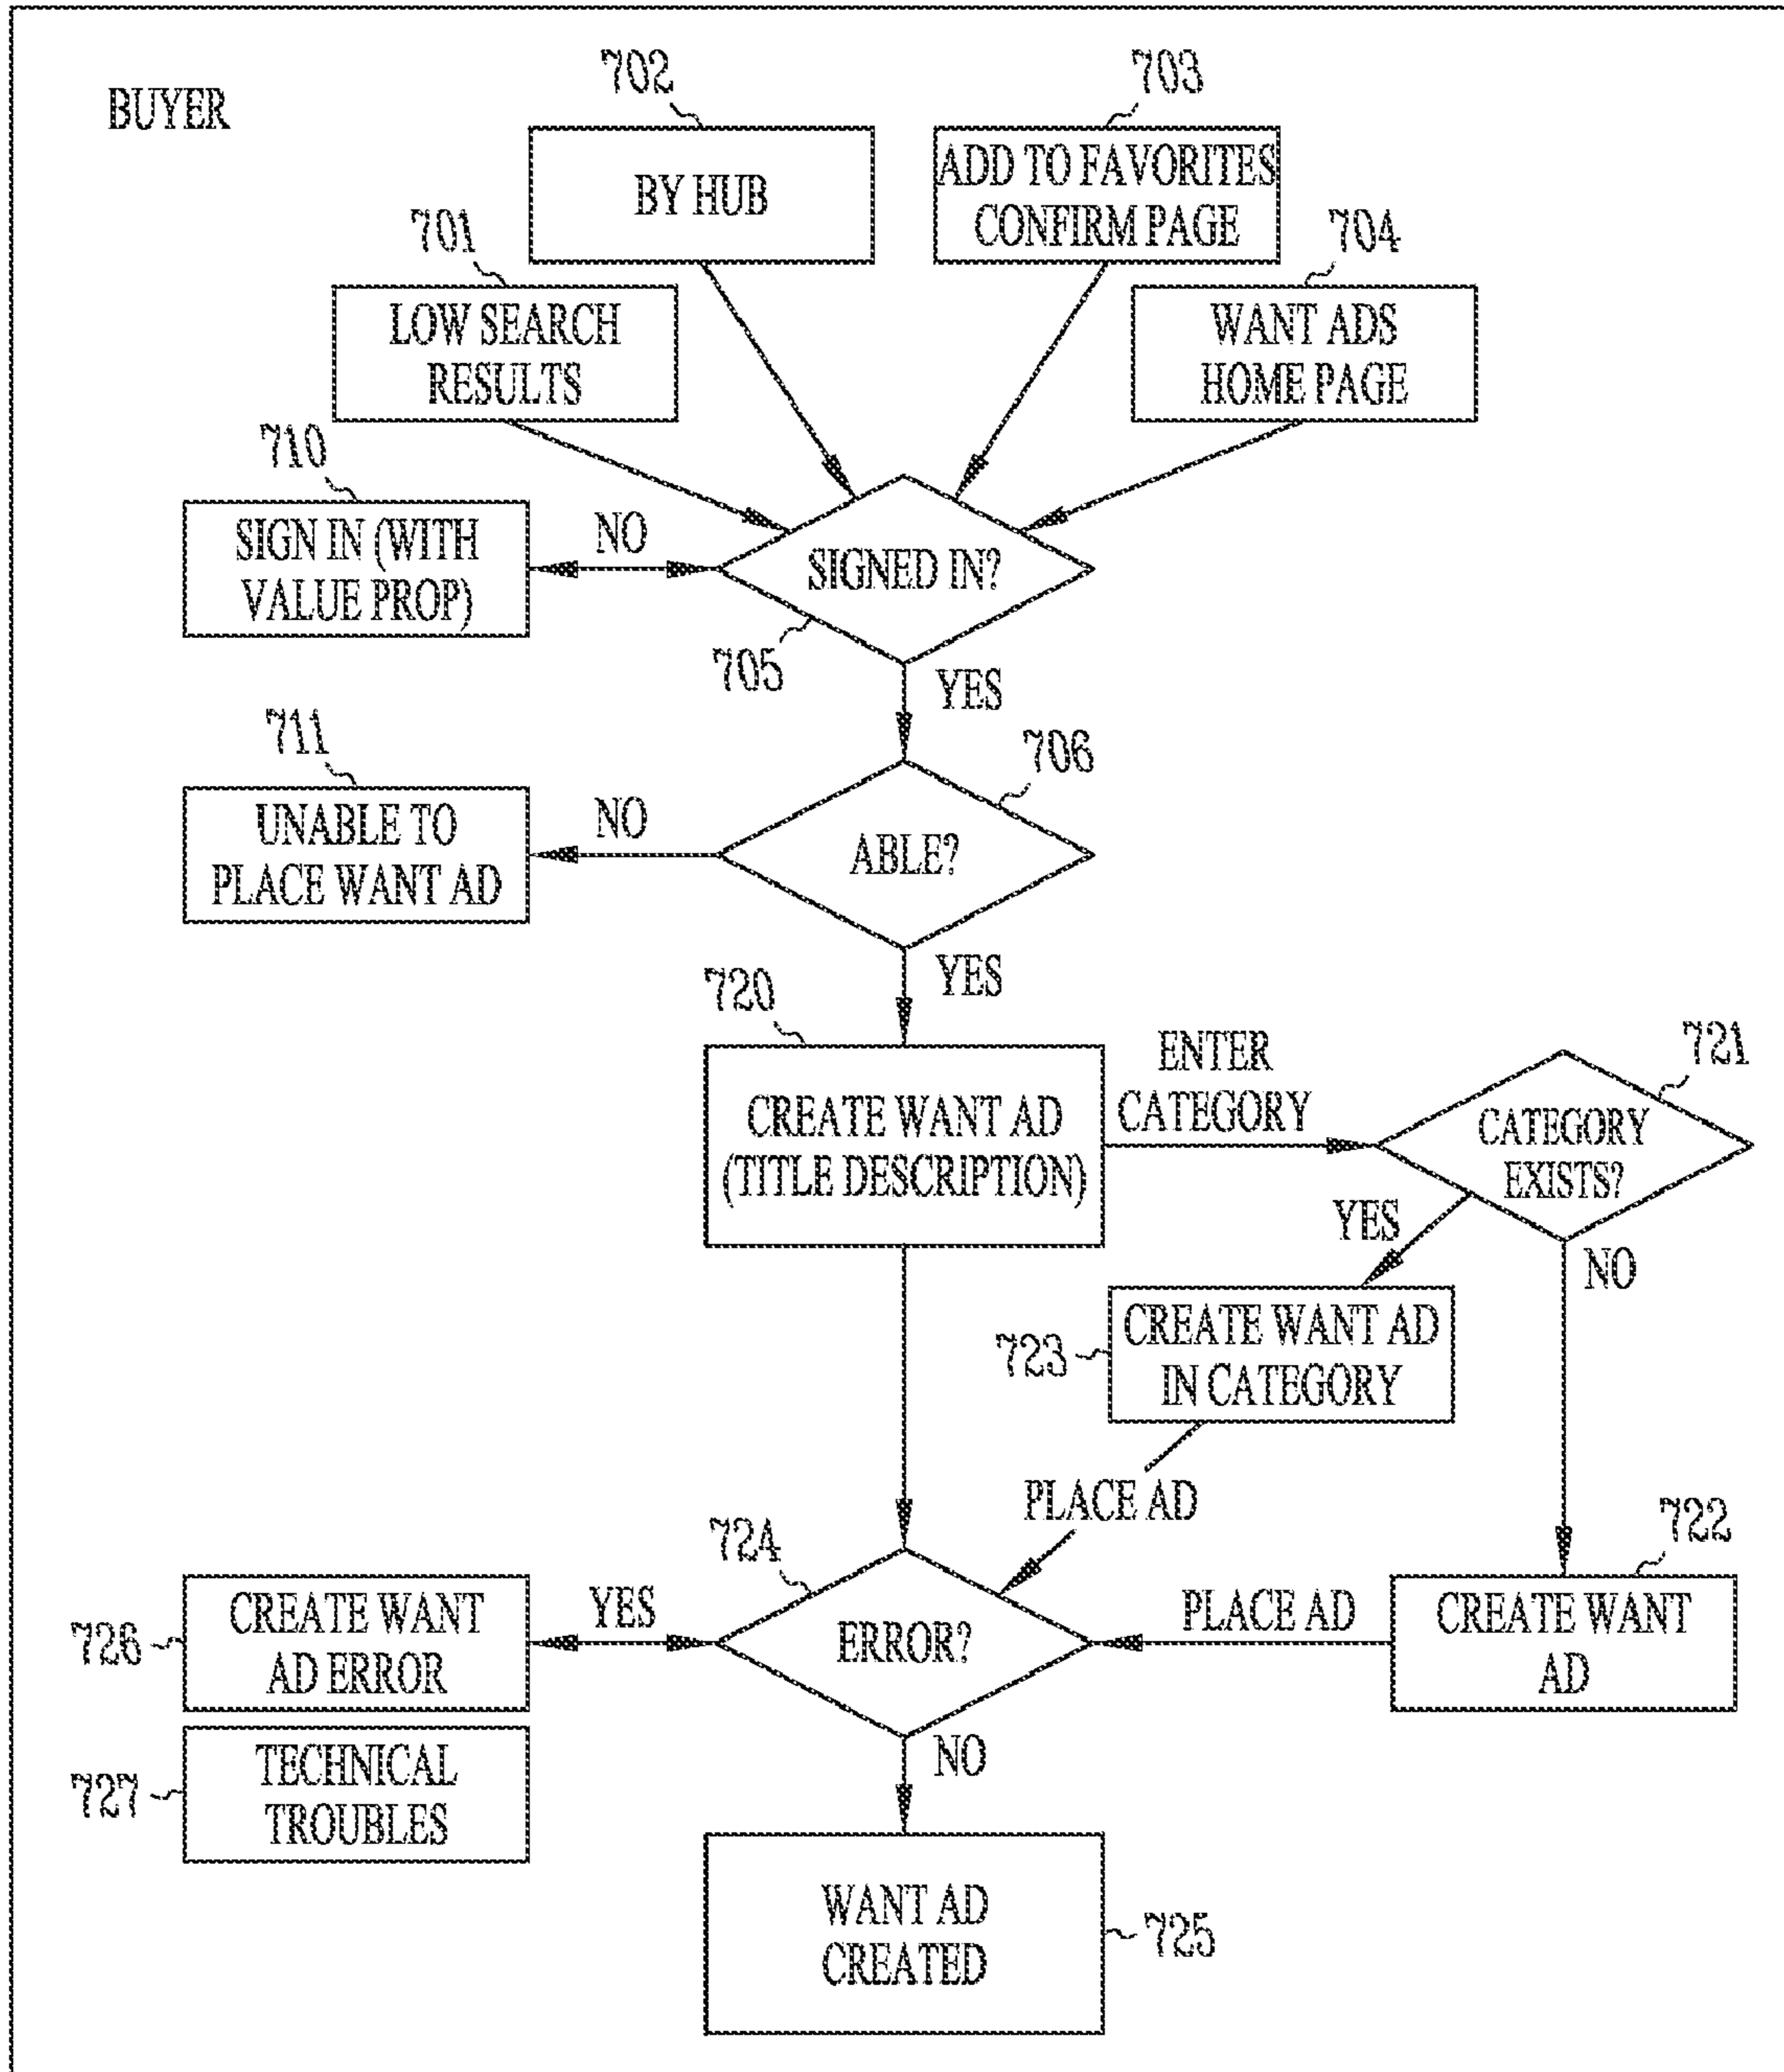 BUYER
702
703
BY HUB
ADD TO FAVORITES
CONFIRM PAGE
701
704
LOW SEARCH
RESULTS
WANT ADS
HOME PAGE
710
SIGN IN (WITH
VALUE PROP)
NO
SIGNED IN?
705
YES
711
706
UNABLE TO
PLACE WANT AD
NO
ABLE?
YES
720
CREATE WANT AD
(TITLE DESCRIPTION)
ENTER
CATEGORY
721
CATEGORY
EXISTS?
YES
NO
723
CREATE WANT AD
IN CATEGORY
PLACE AD
724
722
726
CREATE WANT
AD ERROR
YES
ERROR?
PLACE AD
CREATE WANT
AD
727
TECHNICAL
TROUBLES
NO
WANT AD
CREATED
725